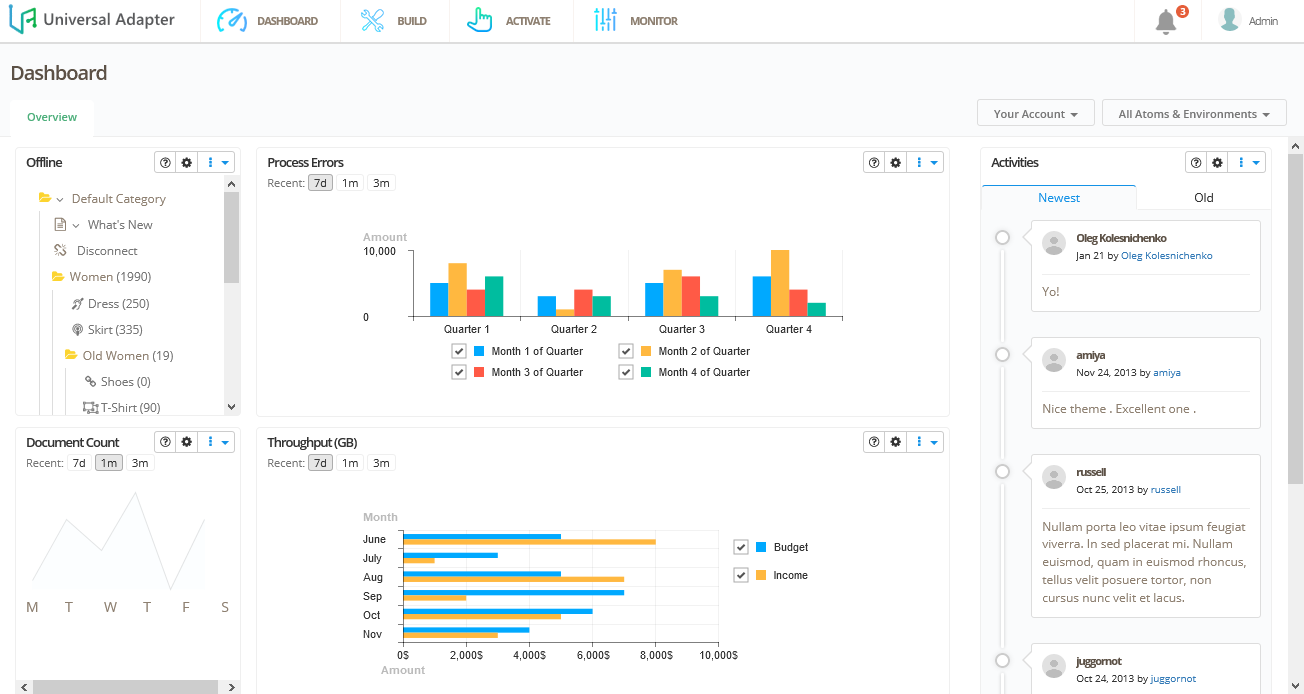 Universal Adapter
DASHBOARD
BUILD
ACTIVATE
MONITOR
3
Admin
Dashboard
Overview
Your Account
All Atoms & Environments
Offline
Default Category
What's New
Disconnect
Women (1990)
Dress (250)
Skirt (335)
Old Women (19)
Shoes (0)
T-Shirt (90)
Process Errors
Recent: 7d 1m 3m
Amount
10,000
0
Quarter 1 Quarter 2 Quarter 3 Quarter 4
Month 1 of Quarter Month 2 of Quarter
Month 3 of Quarter Month 4 of Quarter
Activities
Newest Old
Oleg Kolesnichenko
Jan 21 by Oleg Kolesnichenko
Yo!
amiya
Nov 24, 2013 by amiya
Nice theme . Excellent one .
russell
Oct 25, 2013 by russell
Nullam porta leo vitae ipsum feugiat
viverra. In sed placerat mi. Nullam
euismod, quam in euismod rhoncus,
tellus velit posuere tortor, non
cursus nunc velit et lacus.
juggornot
Oct 24, 2013 by juggornot
Document Count
Recent: 7d 1m 3m
M T W T F S
Throughput (GB)
Recent: 7d 1m 3m
Month
June
July
Aug
Sep
Oct
Nov
0$ 2,000$ 4,000$ 6,000$ 8,000$ 10,000$
Amount
Budget
Income